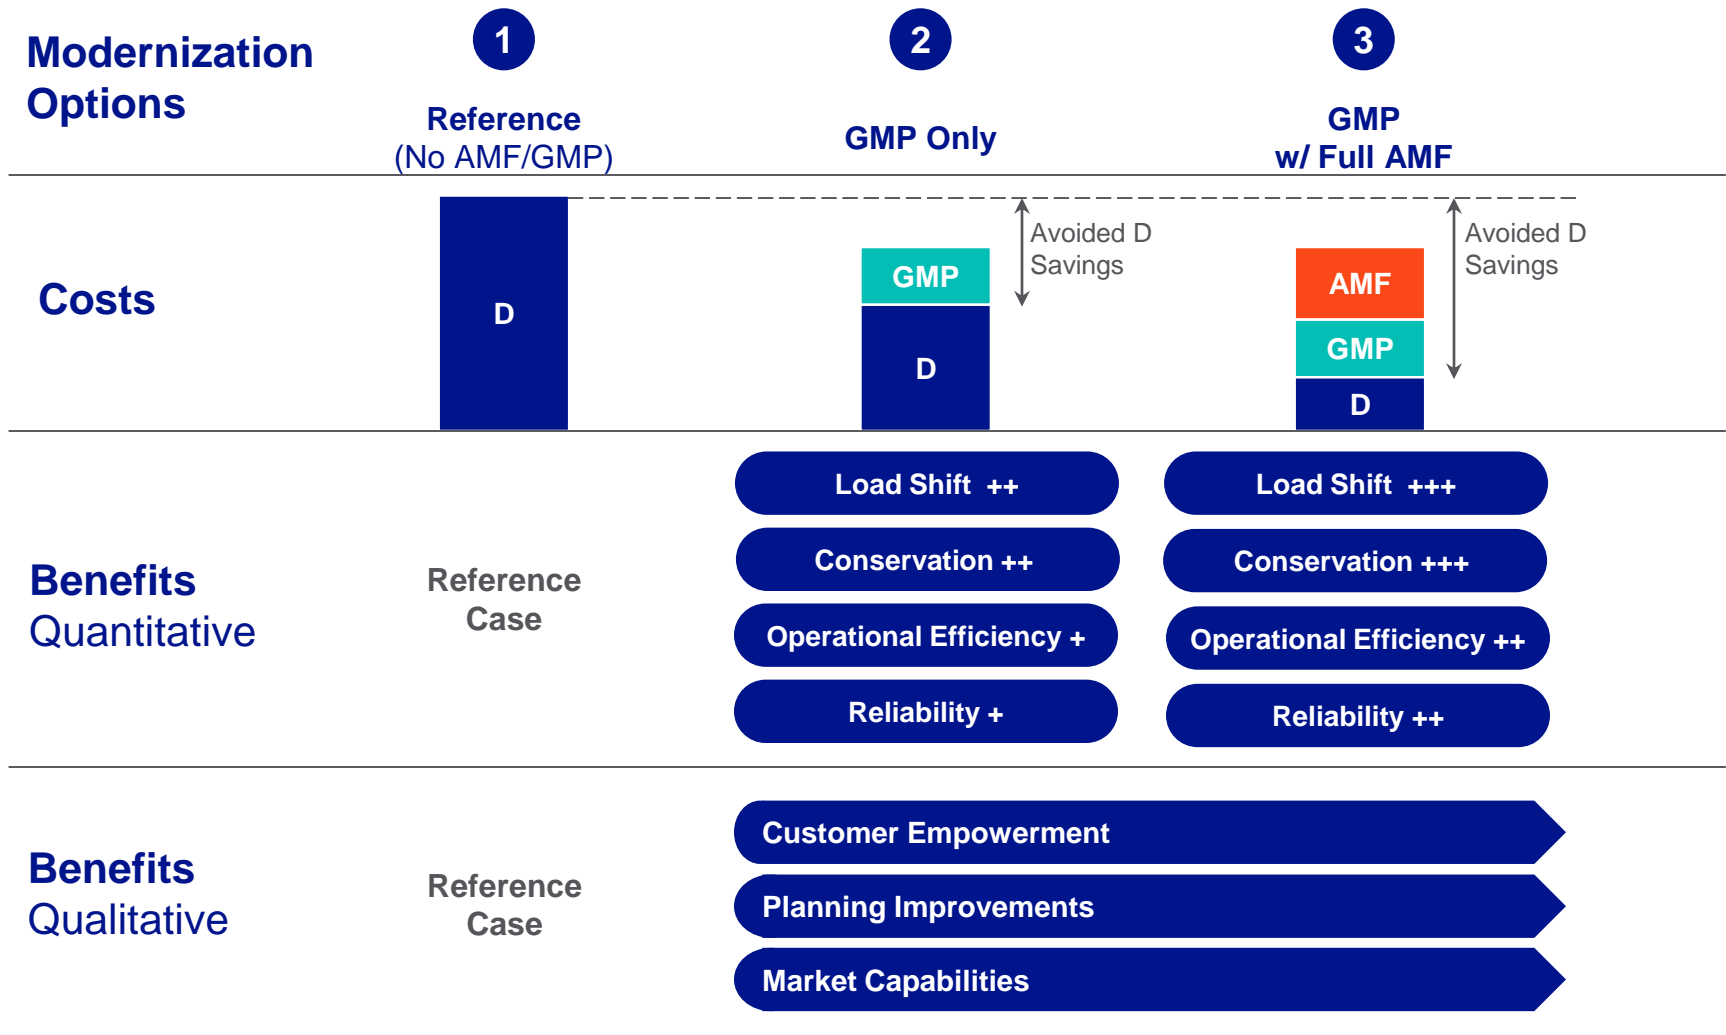 Modernization
Options
1
Reference
(No AMF/GMP)
2
GMP Only
3
GMP
w/ Full AMF
Costs
D
GMP
D
Avoided D
Savings
AMF
GMP
D
Avoided D
Savings
Benefits
Quantitative
Reference
Case
Load Shift ++
Conservation ++
Operational Efficiency +
Reliability +
Load Shift +++
Conservation +++
Operational Efficiency ++
Reliability ++
Benefits
Qualitative
Reference
Case
Customer Empowerment
Planning Improvements
Market Capabilities